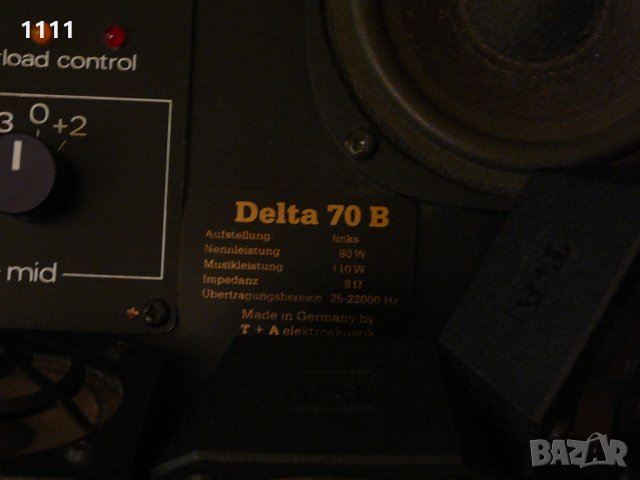 1111
rload control
3 0 +2
mid
Delta 70 B
Aufstellung links
Nennleistung 80 W
Musikleistung 110 W
Impedanz 8 Ω
Übertragungsbereich 25-22000 Hz
Made in Germany by
T + A elektroakustik
T+A
BAZAR